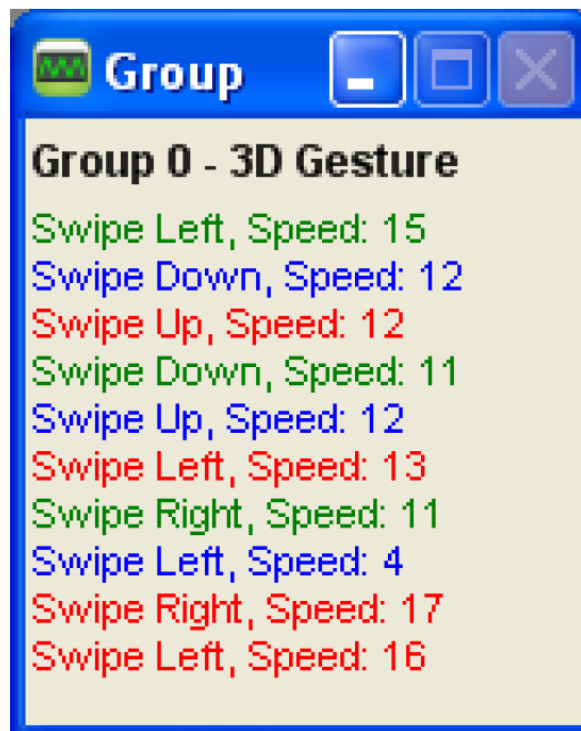 Group
Group 0 - 3D Gesture
Swipe Left, Speed: 15
Swipe Down, Speed: 12
Swipe Up, Speed: 12
Swipe Down, Speed: 11
Swipe Up, Speed: 12
Swipe Left, Speed: 13
Swipe Right, Speed: 11
Swipe Left, Speed: 4
Swipe Right, Speed: 17
Swipe Left, Speed: 16